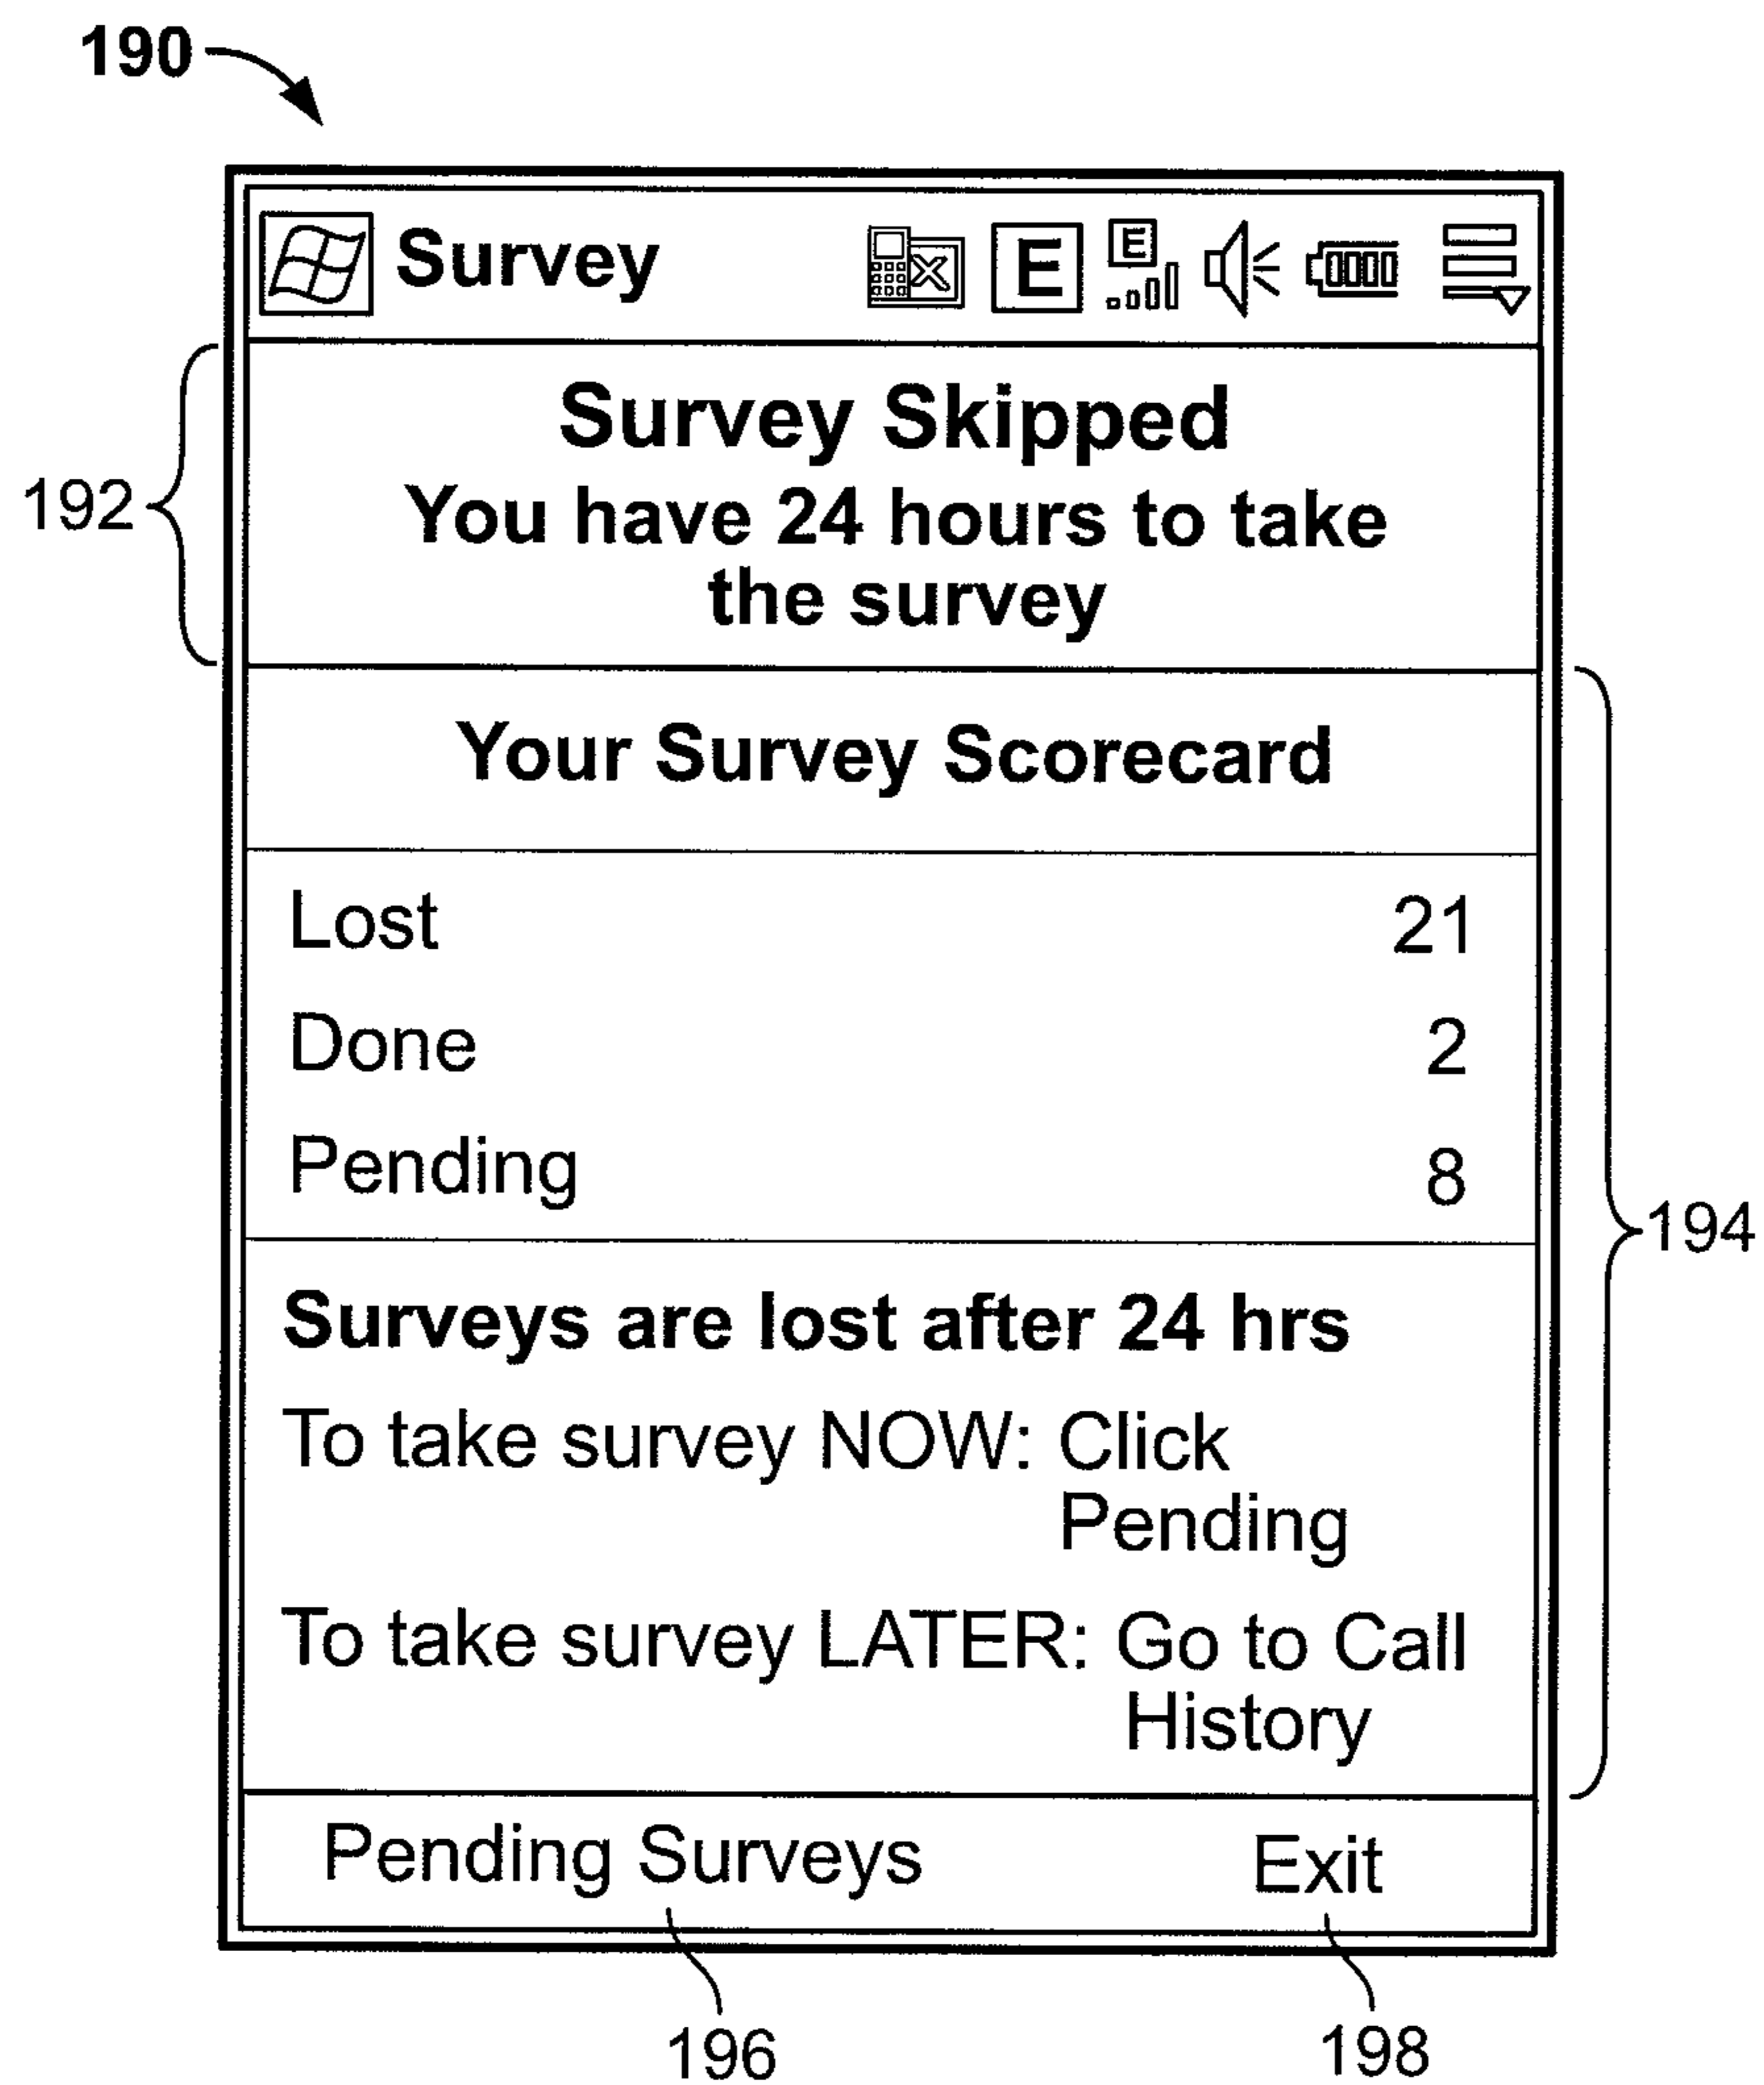 190
Survey
E
E
192
Survey Skipped
You have 24 hours to take
the survey
Your Survey Scorecard
Lost 21
Done 2
Pending 8
194
Surveys are lost after 24 hrs
To take survey NOW: Click
Pending
To take survey LATER: Go to Call
History
Pending Surveys Exit
196 198